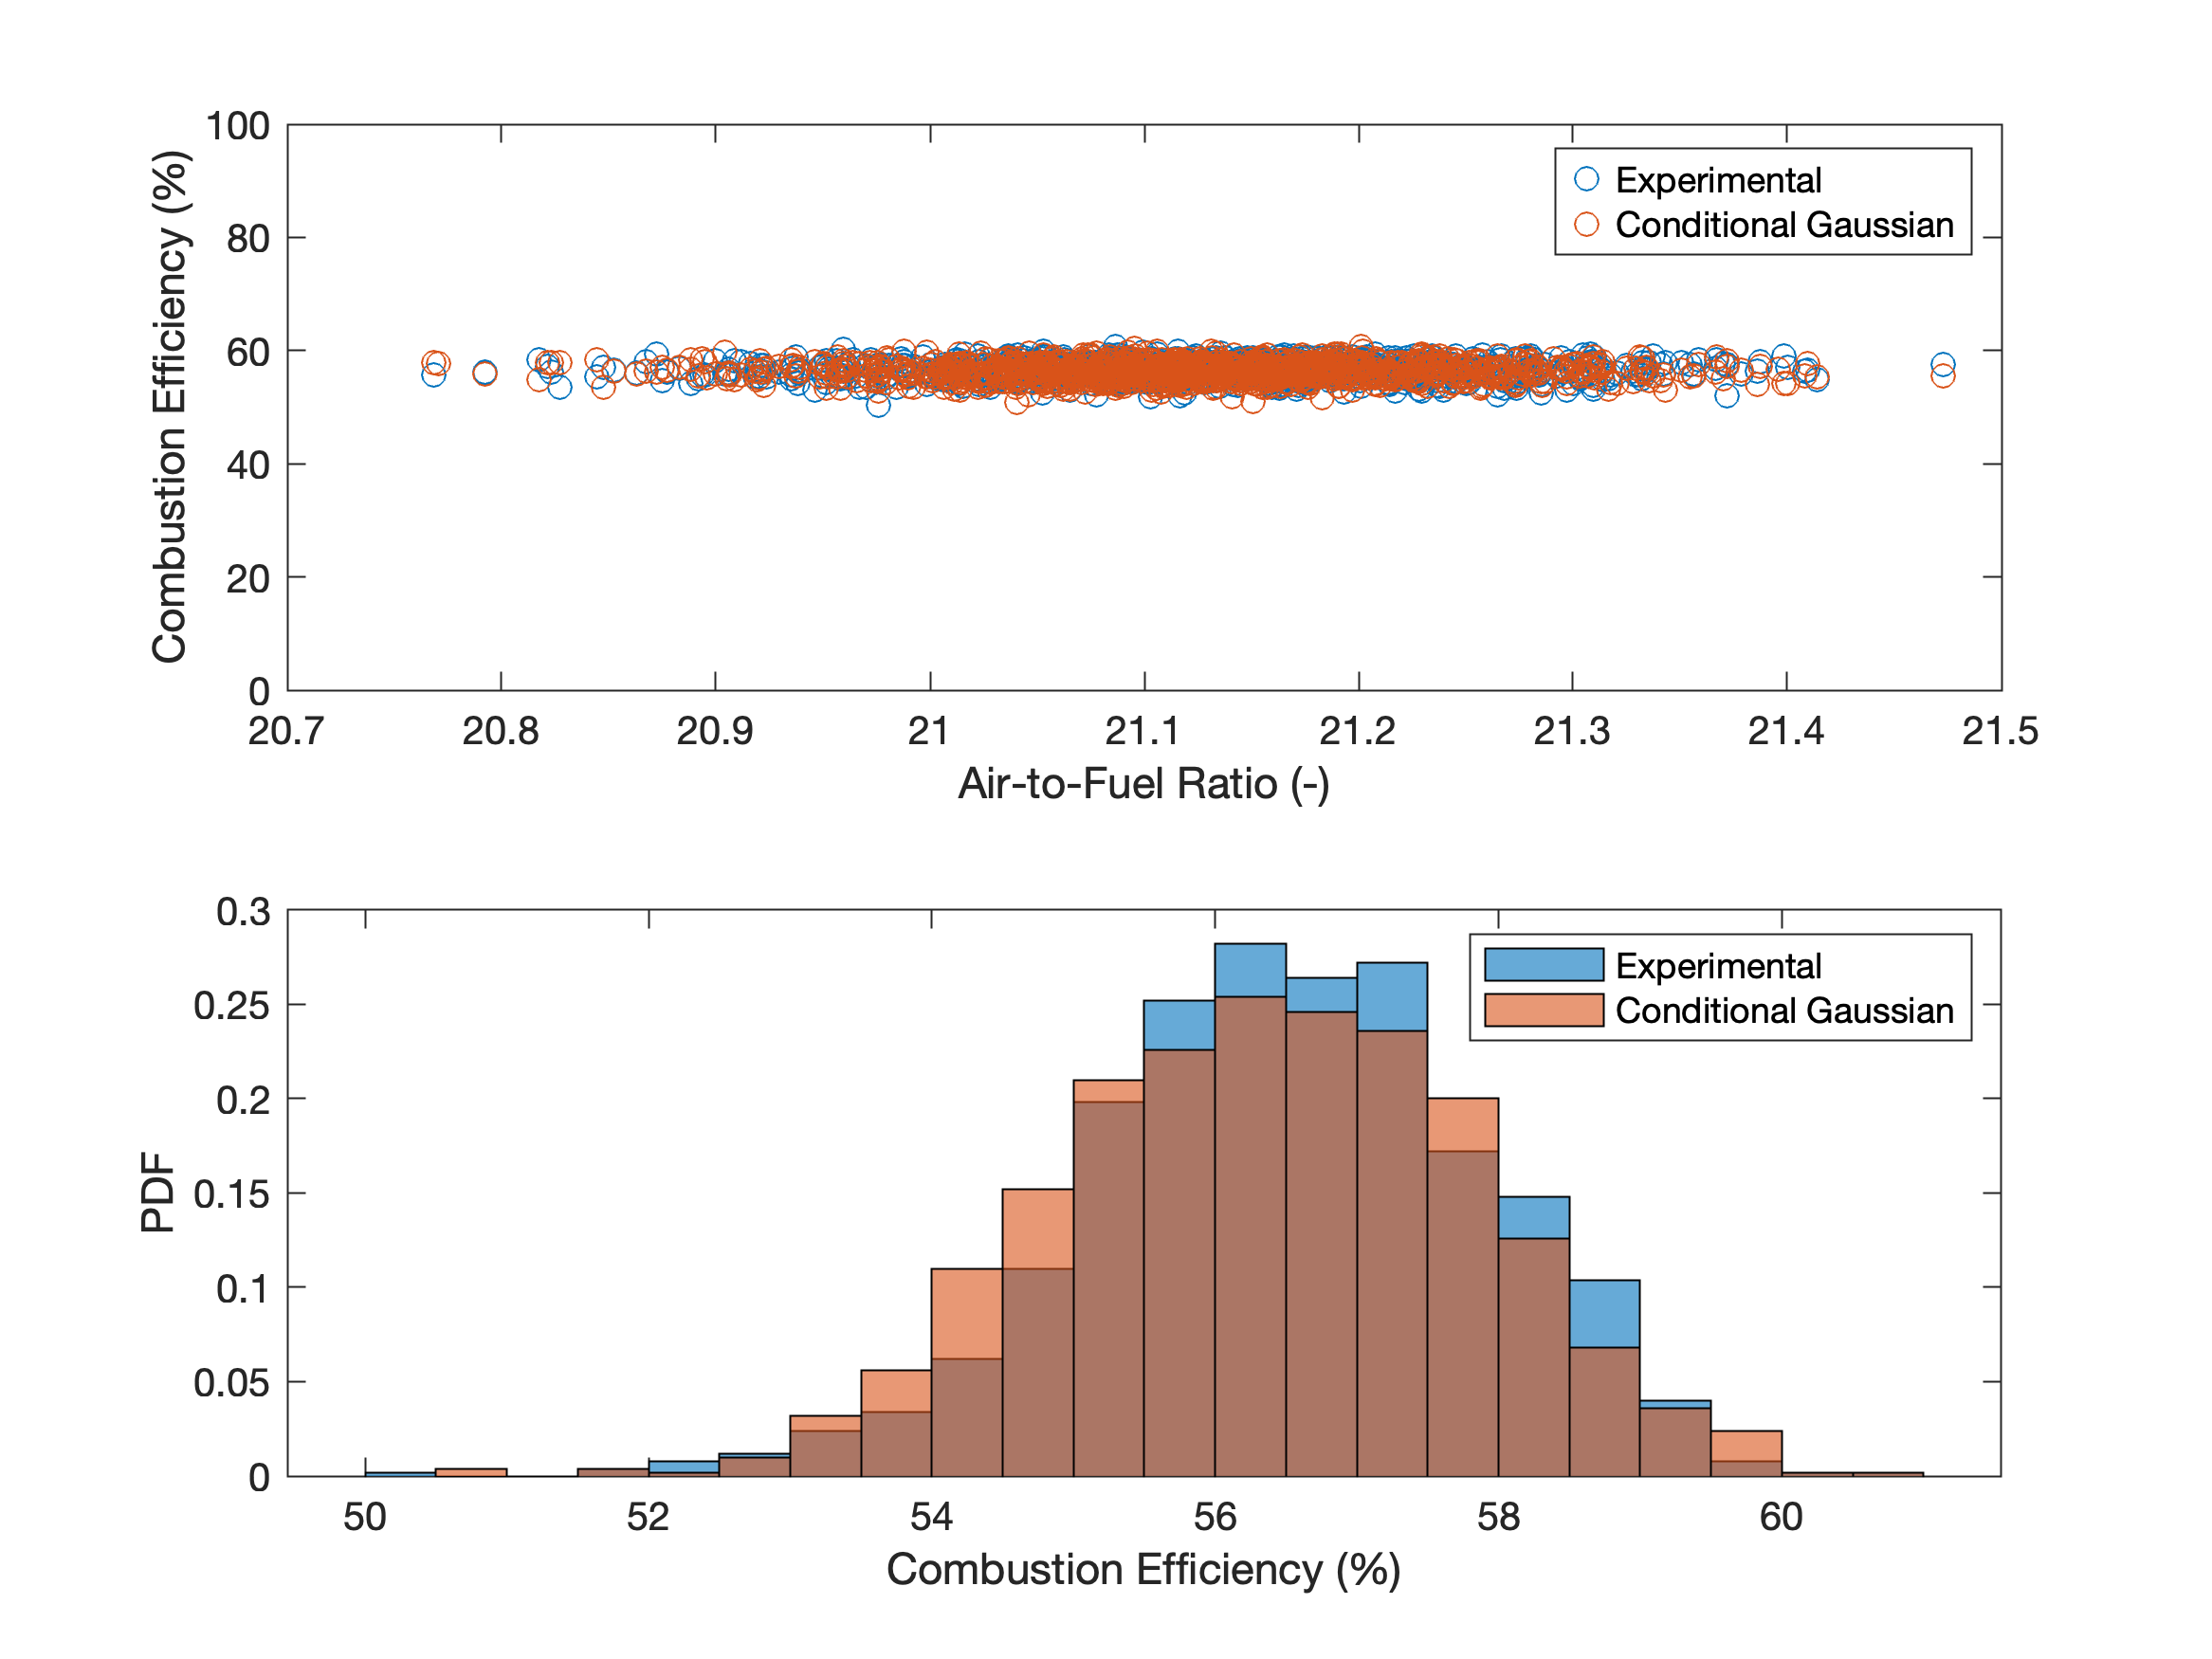 100
80
60
40
20
0
Combustion Efficiency (%)
Experimental
Conditional Gaussian
20.7 20.8 20.9 21 21.1 21.2 21.3 21.4 21.5
Air-to-Fuel Ratio (-)
0.3
0.25
0.2
0.15
0.1
0.05
0
PDF
Experimental
Conditional Gaussian
50 52 54 56 58 60
Combustion Efficiency (%)